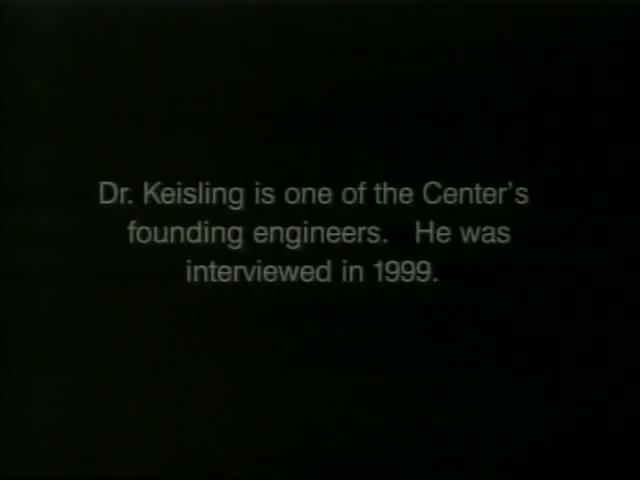 Dr. Keisling is one of the Center's
founding engineers.   He was
interviewed in 1999.